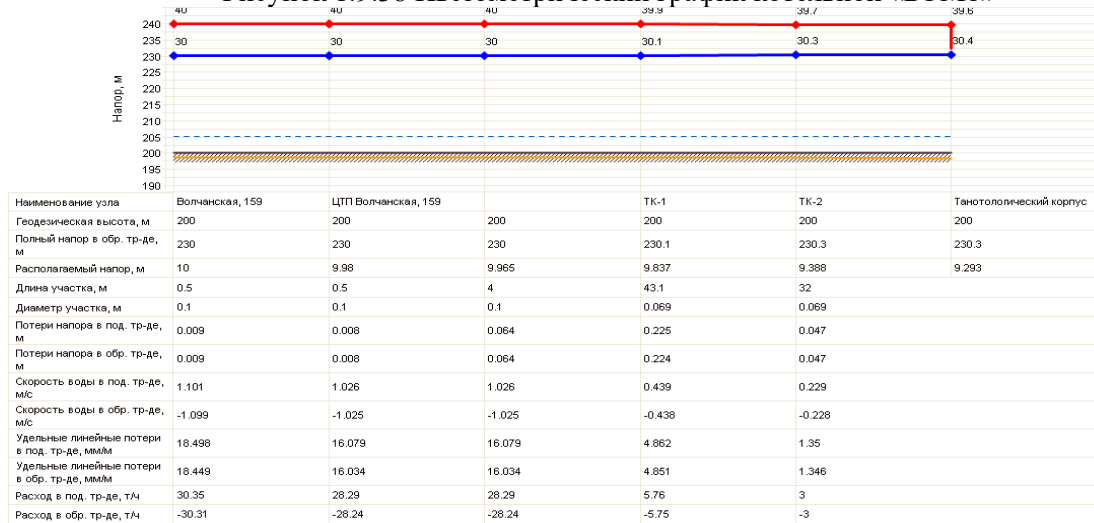 40 40 40 39.9 39.7 39.6
240
235 30 30 30 30.1 30.3 30.4
230
225
220
215
210
205
200
195
190
Напор, м
Наименование узла Волчанская, 159 ЦТП Волчанская, 159 ТК-1 ТК-2 Танотологический корпус
Геодезическая высота, м 200 200 200 200 200 200
Полный напор в обр. тр-де, м 230 230 230 230.1 230.3 230.3
Располагаемый напор, м 10 9.98 9.965 9.837 9.388 9.293
Длина участка, м 0.5 0.5 4 43.1 32
Диаметр участка, м 0.1 0.1 0.1 0.069 0.069
Потери напора в под. тр-де, м 0.009 0.008 0.064 0.225 0.047
Потери напора в обр. тр-де, м 0.009 0.008 0.064 0.224 0.047
Скорость воды в под. тр-де, м/с 1.101 1.026 1.026 0.439 0.229
Скорость воды в обр. тр-де, м/с -1.099 -1.025 -1.025 -0.438 -0.228
Удельные линейные потери в под. тр-де, мм/м 18.498 16.079 16.079 4.862 1.35
Удельные линейные потери в обр. тр-де, мм/м 18.449 16.034 16.034 4.851 1.346
Расход в под. тр-де, т/ч 30.35 28.29 28.29 5.76 3
Расход в обр. тр-де, т/ч -30.31 -28.24 -28.24 -5.75 -3